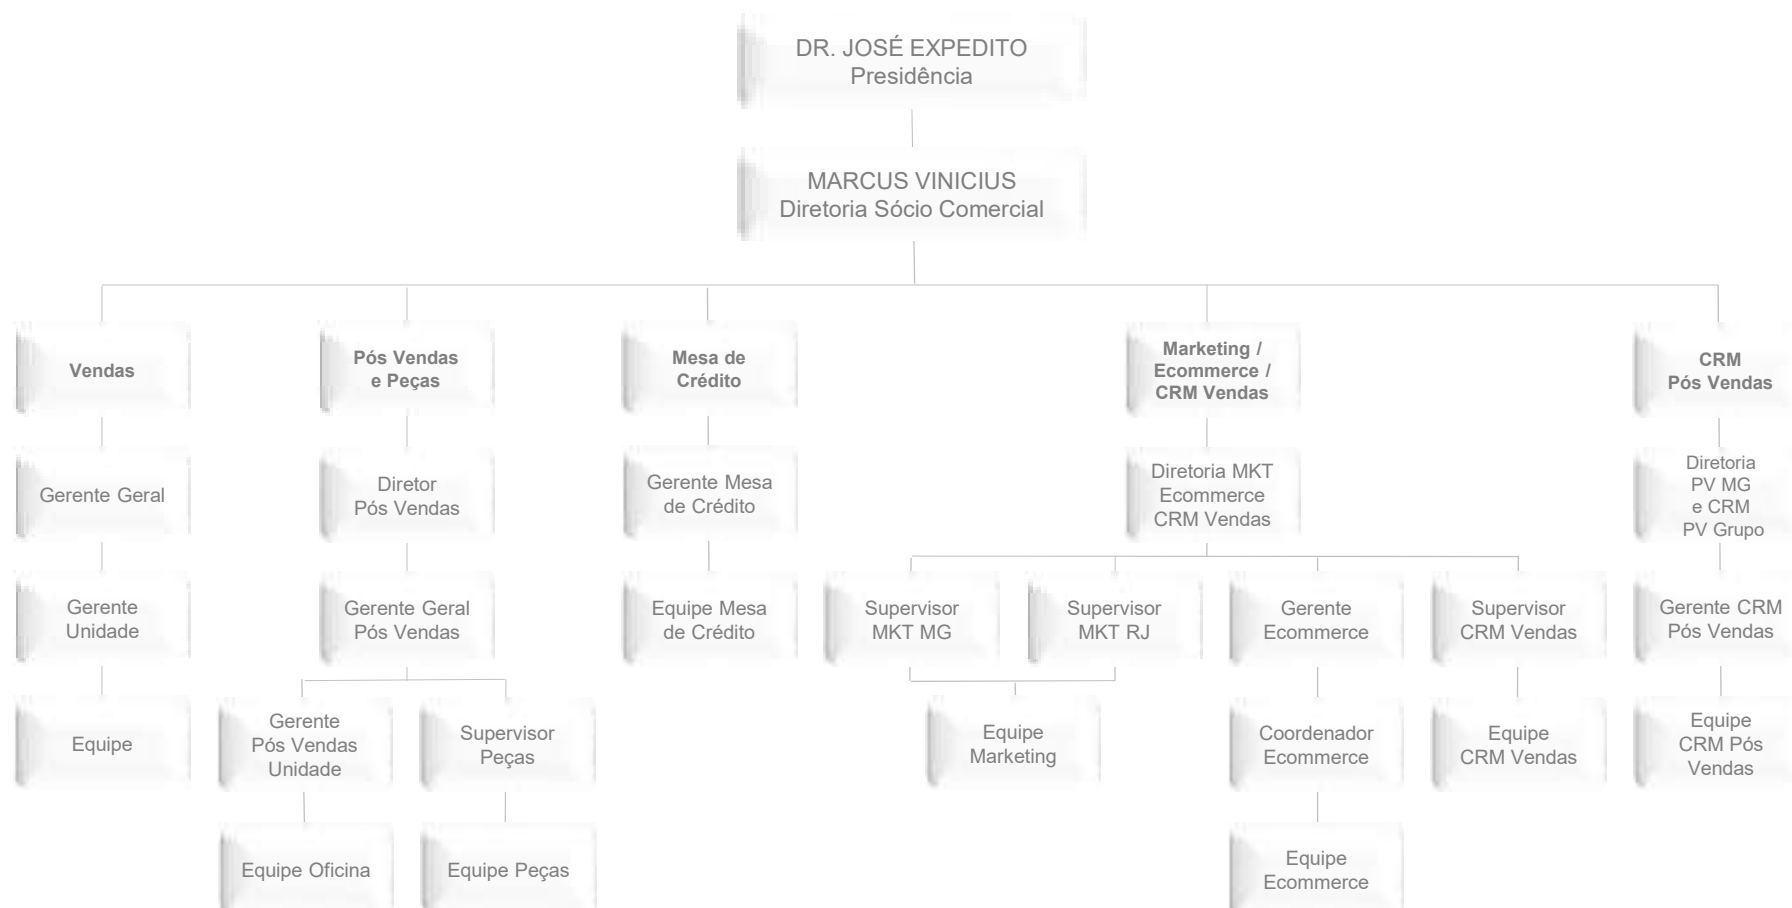 DR. JOSÉ EXPEDITO
Presidência
MARCUS VINICIUS
Diretoria Sócio Comercial
Vendas
Pós Vendas
e Peças
Mesa de
Crédito
Marketing /
Ecommerce /
CRM Vendas
CRM
Pós Vendas
Gerente Geral
Diretor
Pós Vendas
Gerente Mesa
de Crédito
Diretoria MKT
Ecommerce
CRM Vendas
Diretoria
PV MG
e CRM
PV Grupo
Gerente
Unidade
Gerente Geral
Pós Vendas
Equipe Mesa
de Crédito
Supervisor
MKT MG
Supervisor
MKT RJ
Gerente
Ecommerce
Supervisor
CRM Vendas
Gerente CRM
Pós Vendas
Equipe
Gerente
Pós Vendas
Unidade
Supervisor
Peças
Equipe
Marketing
Coordenador
Ecommerce
Equipe
CRM Vendas
Equipe
CRM Pós
Vendas
Equipe Oficina
Equipe Peças
Equipe
Ecommerce